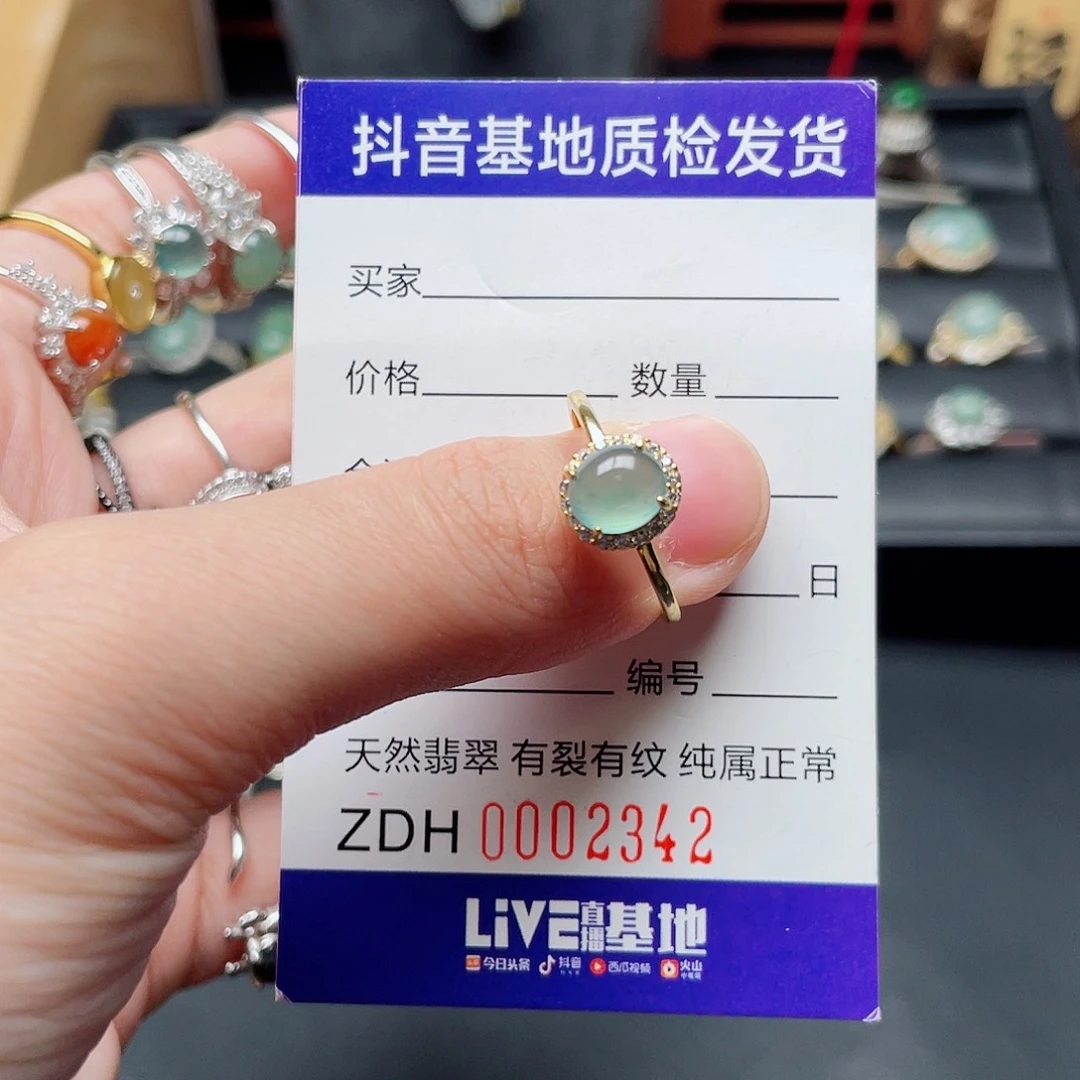 抖音基地质检发货
买家
价格 数量
日
编号
天然翡翠 有裂有纹 纯属正常
ZDH 0002342
LiVE直播基地
今日头条 抖音 西瓜视频 火山